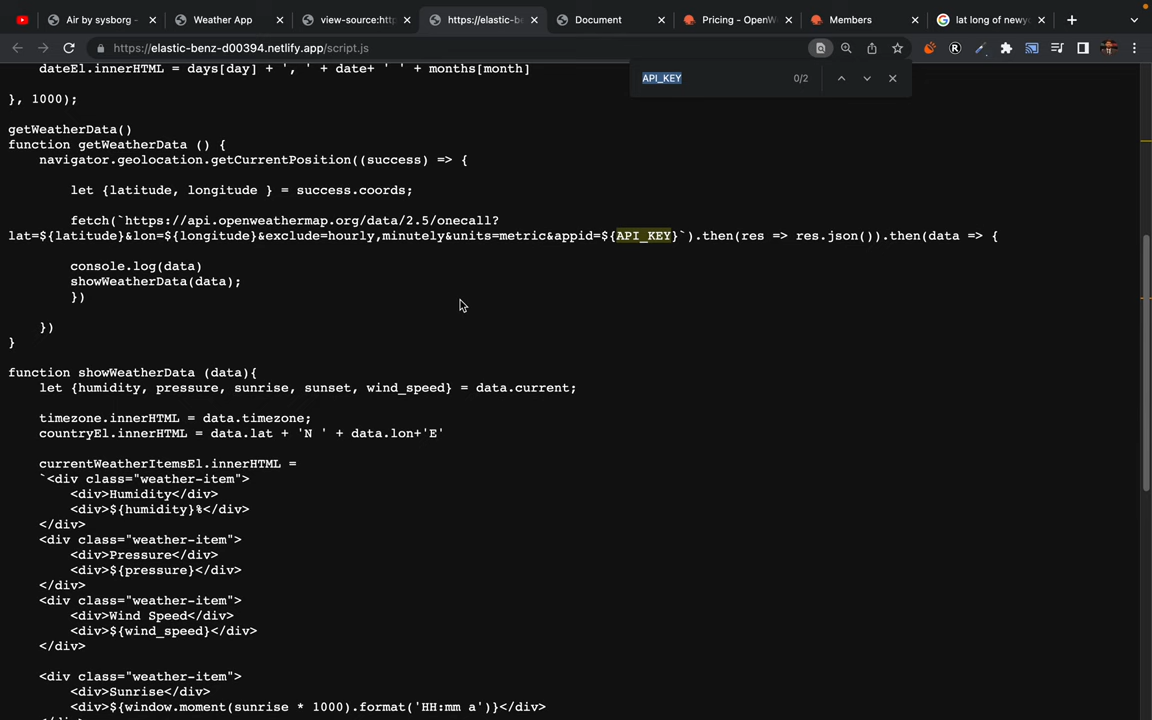 Air by sysborg
Weather App
view-source:http
https://elastic-be
Document
Pricing - OpenWe
Members
lat long of newyo
https://elastic-benz-d00394.netlify.app/script.js
API_KEY
0/2
dateEl.innerHTML = days[day] + ', ' + date+ ' ' + months[month]
}, 1000);
getWeatherData()
function getWeatherData () {
navigator.geolocation.getCurrentPosition((success) => {
let {latitude, longitude } = success.coords;
fetch(`https://api.openweathermap.org/data/2.5/onecall?
lat=${latitude}&lon=${longitude}&exclude=hourly,minutely&units=metric&appid=${API_KEY}`).then(res => res.json()).then(data => {
console.log(data)
showWeatherData(data);
})
})
}
function showWeatherData (data){
let {humidity, pressure, sunrise, sunset, wind_speed} = data.current;
timezone.innerHTML = data.timezone;
countryEl.innerHTML = data.lat + 'N ' + data.lon+'E'
currentWeatherItemsEl.innerHTML =
`<div class="weather-item">
<div>Humidity</div>
<div>${humidity}%</div>
</div>
<div class="weather-item">
<div>Pressure</div>
<div>${pressure}</div>
</div>
<div class="weather-item">
<div>Wind Speed</div>
<div>${wind_speed}</div>
</div>
<div class="weather-item">
<div>Sunrise</div>
<div>${window.moment(sunrise * 1000).format('HH:mm a')}</div>